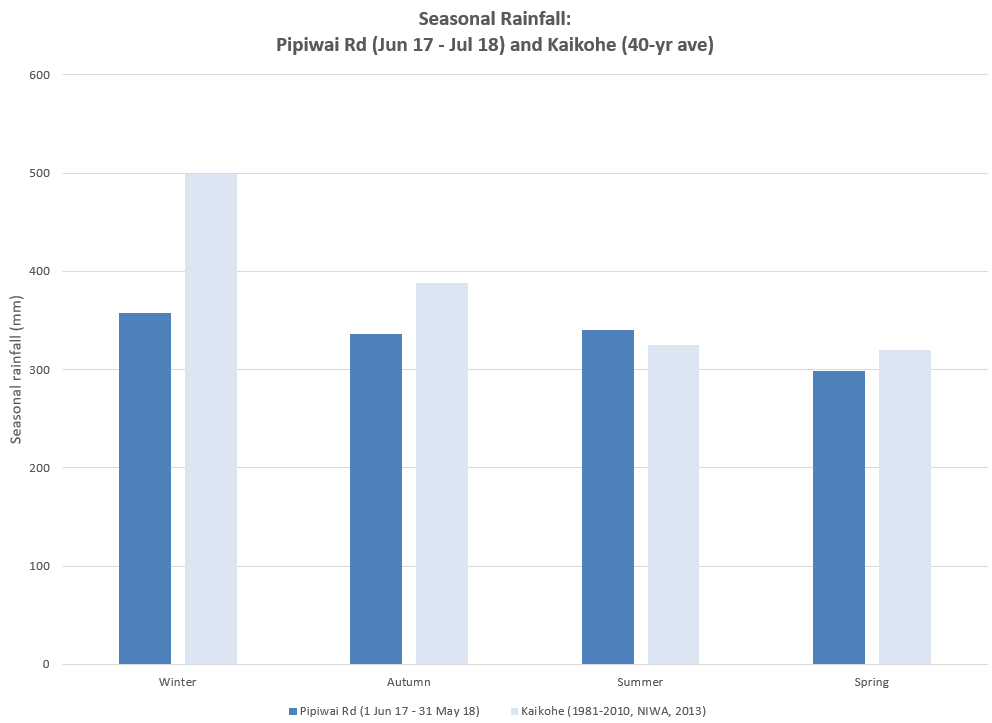 Seasonal Rainfall:
Pipiwai Rd (Jun 17 - Jul 18) and Kaikohe (40-yr ave)
600
500
400
300
200
100
0
Seasonal rainfall (mm)
Winter
Autumn
Summer
Spring
Pipiwai Rd (1 Jun 17 - 31 May 18)
Kaikohe (1981-2010, NIWA, 2013)